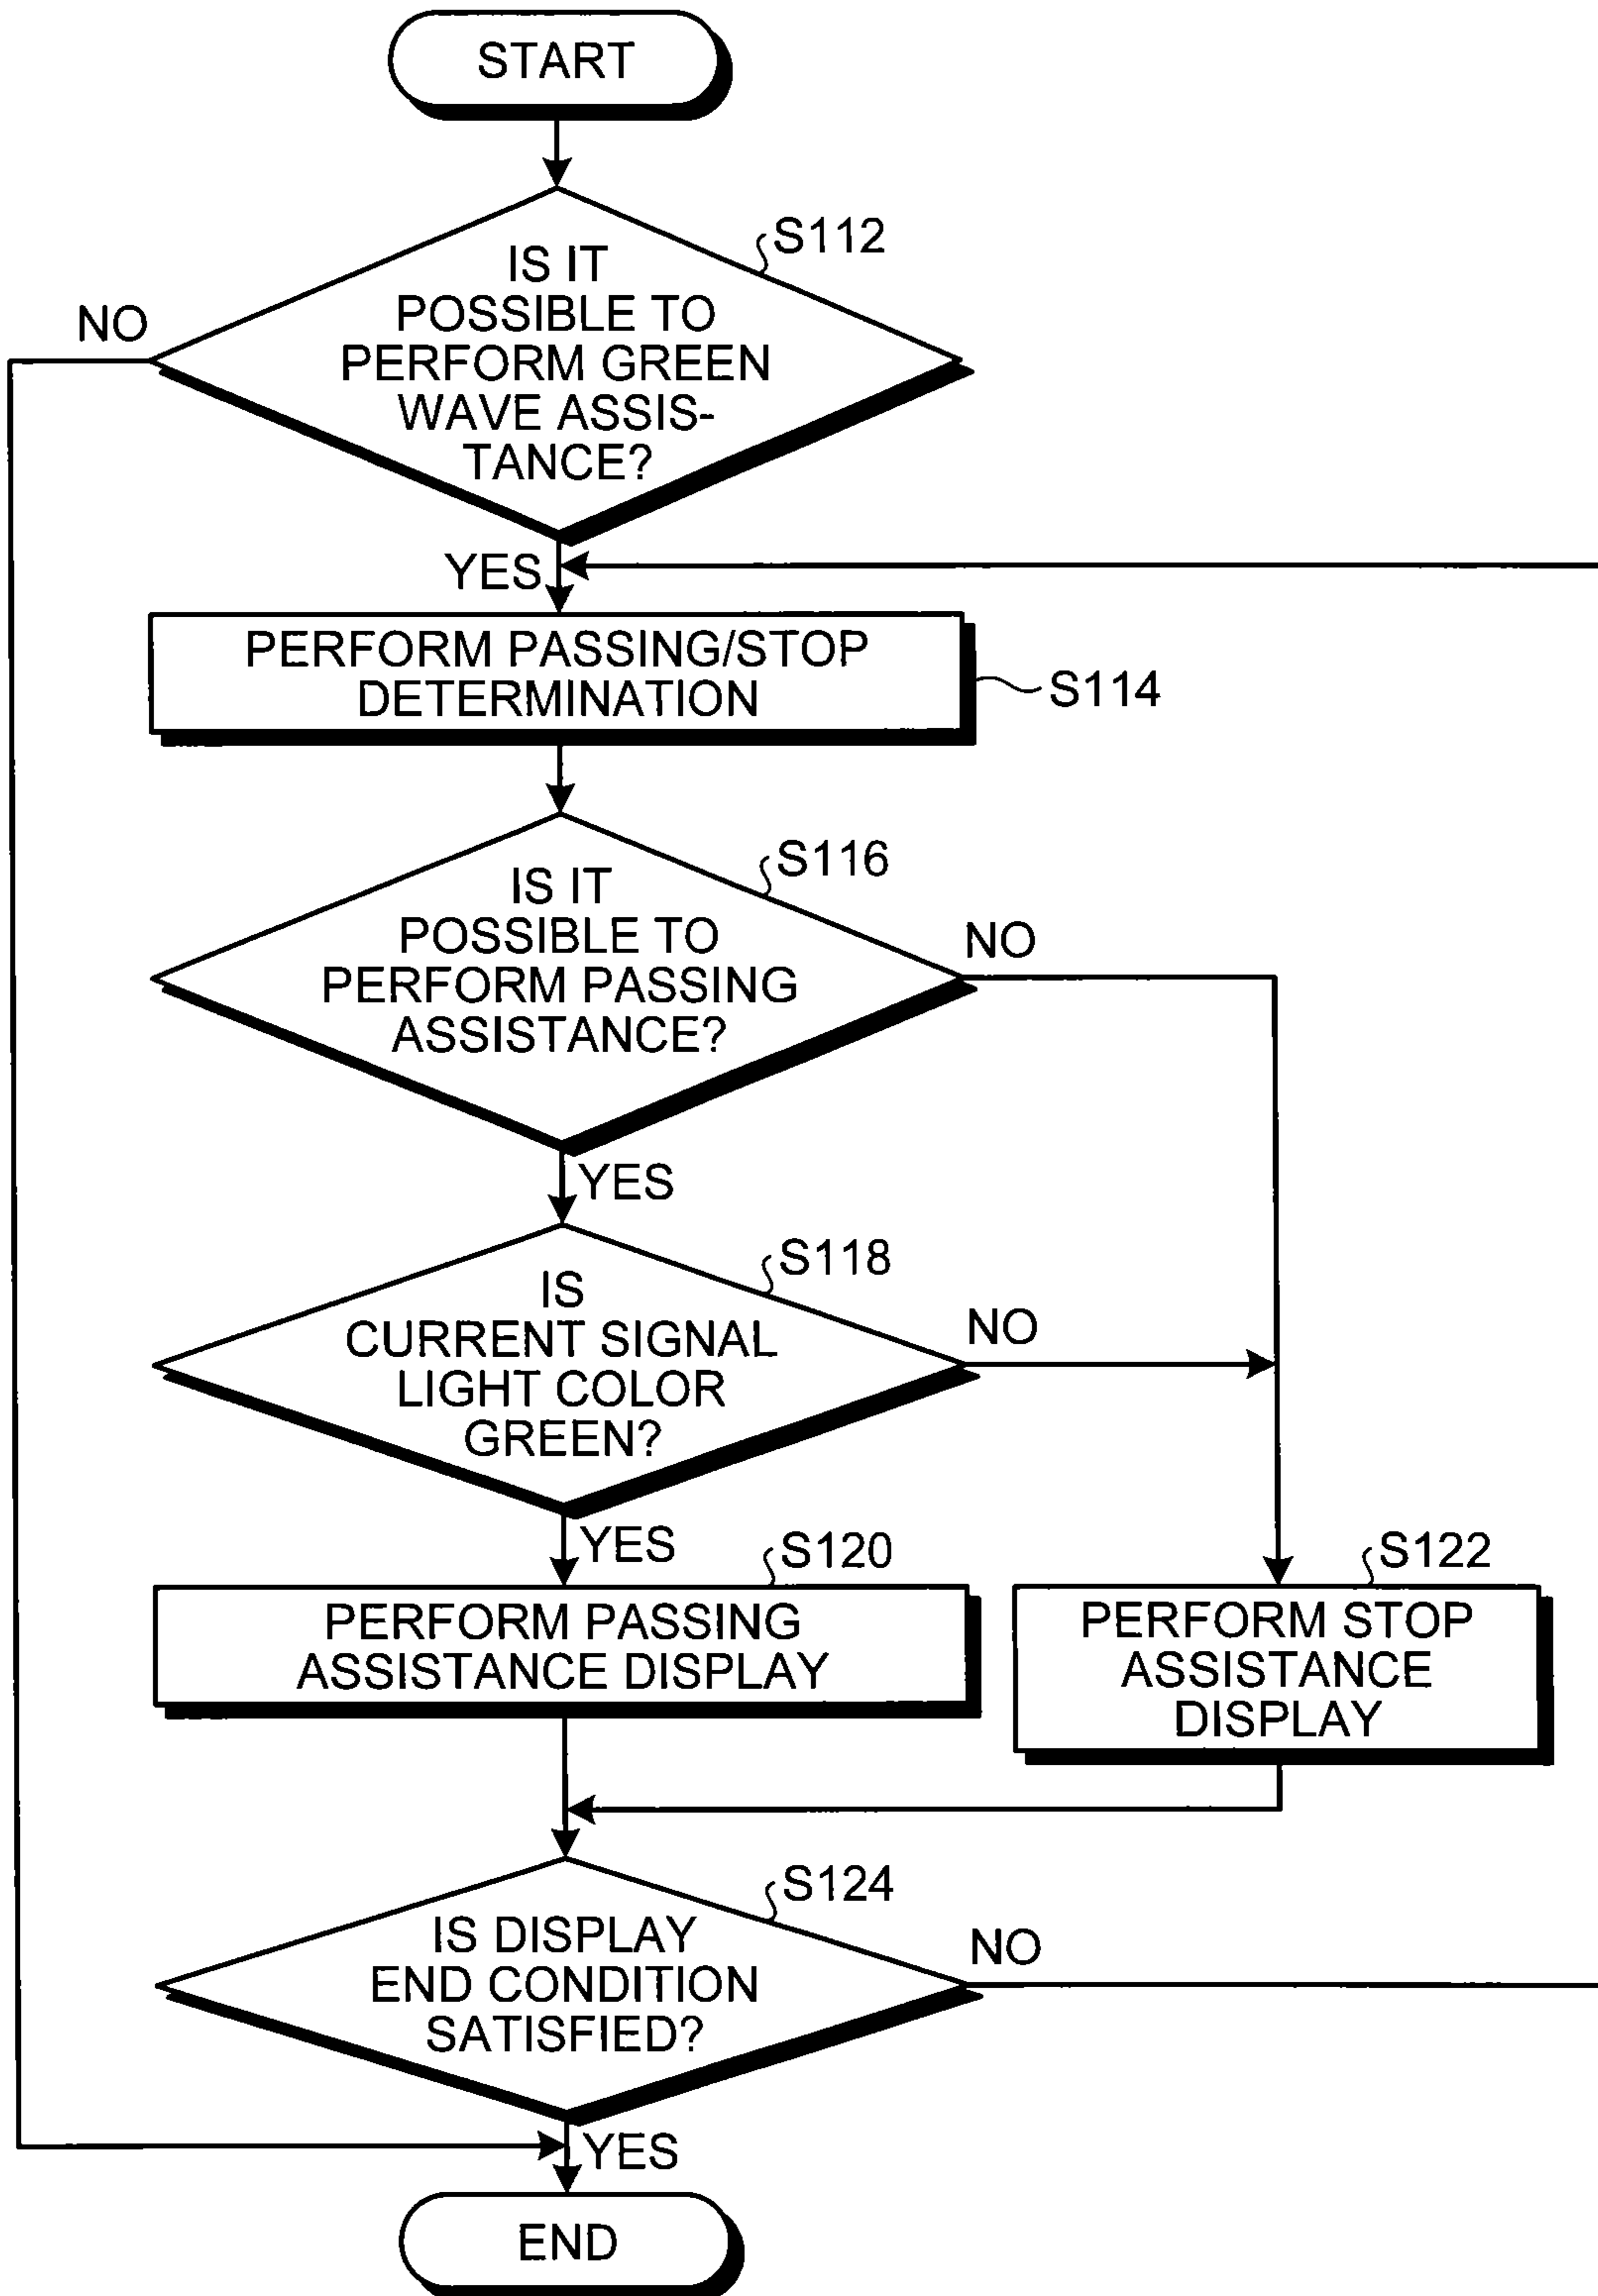 START
S112
IS IT
POSSIBLE TO
PERFORM GREEN
WAVE ASSIS-
TANCE?
NO
YES
PERFORM PASSING/STOP
DETERMINATION
S114
S116
IS IT
POSSIBLE TO
PERFORM PASSING
ASSISTANCE?
NO
YES
S118
IS
CURRENT SIGNAL
LIGHT COLOR
GREEN?
NO
YES
S120
PERFORM PASSING
ASSISTANCE DISPLAY
S122
PERFORM STOP
ASSISTANCE
DISPLAY
S124
IS DISPLAY
END CONDITION
SATISFIED?
NO
YES
END